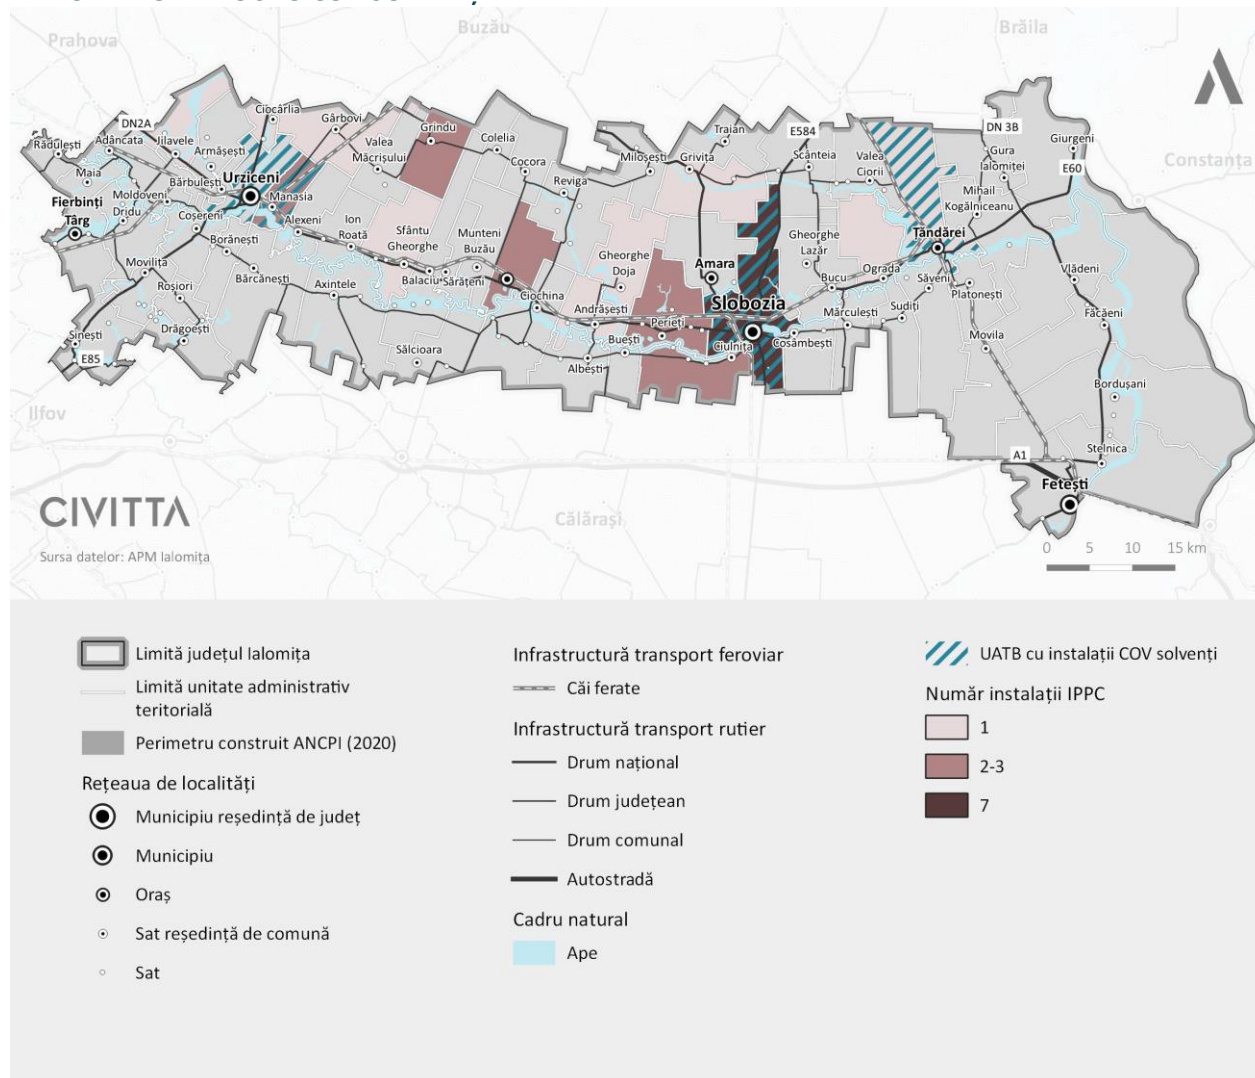 Prahova
Buzău
Brăila
Constanța
Ilfov
Călărași
DN2A
E584
DN 3B
E60
E85
A1
Rădulești
Adâncata
Jilavele
Armășești
Ciocârlia
Gârbovi
Valea
Măcrișului
Grindu
Colelia
Cocora
Reviga
Miloșești
Traian
Grivița
Scânteia
Valea
Ciorii
Gura
Ialomiței
Giurgeni
Maia
Bărbulești
Urziceni
Manasia
Moldoveni
Fierbinți
Târg
Dridu
Coșereni
Alexeni
Ion
Roată
Sfântu
Gheorghe
Munteni
Buzău
Gheorghe
Doja
Amara
Gheorghe
Lazăr
Mihail
Kogălniceanu
Țăndărei
Borănești
Movilița
Bărcănești
Roșiori
Axintele
Balaciu
Sărățeni
Ciochina
Andrășești
Perieți
Slobozia
Bucu
Ograda
Săveni
Platonești
Vlădeni
Sudiți
Mărculești
Făcăeni
Sinești
Drăgoești
Sălcioara
Albești
Buești
Ciulnița
Cosâmbești
Movila
Bordușani
Stelnica
Fetești
CIVITTA
Sursa datelor: APM Ialomița
0 5 10 15 km
Limită județul Ialomița
Limită unitate administrativ
teritorială
Perimetru construit ANCPI (2020)
Rețeaua de localități
Municipiu reședință de județ
Municipiu
Oraș
Sat reședință de comună
Sat
Infrastructură transport feroviar
Căi ferate
Infrastructură transport rutier
Drum național
Drum județean
Drum comunal
Autostradă
Cadru natural
Ape
UATB cu instalații COV solvenți
Număr instalații IPPC
1
2-3
7